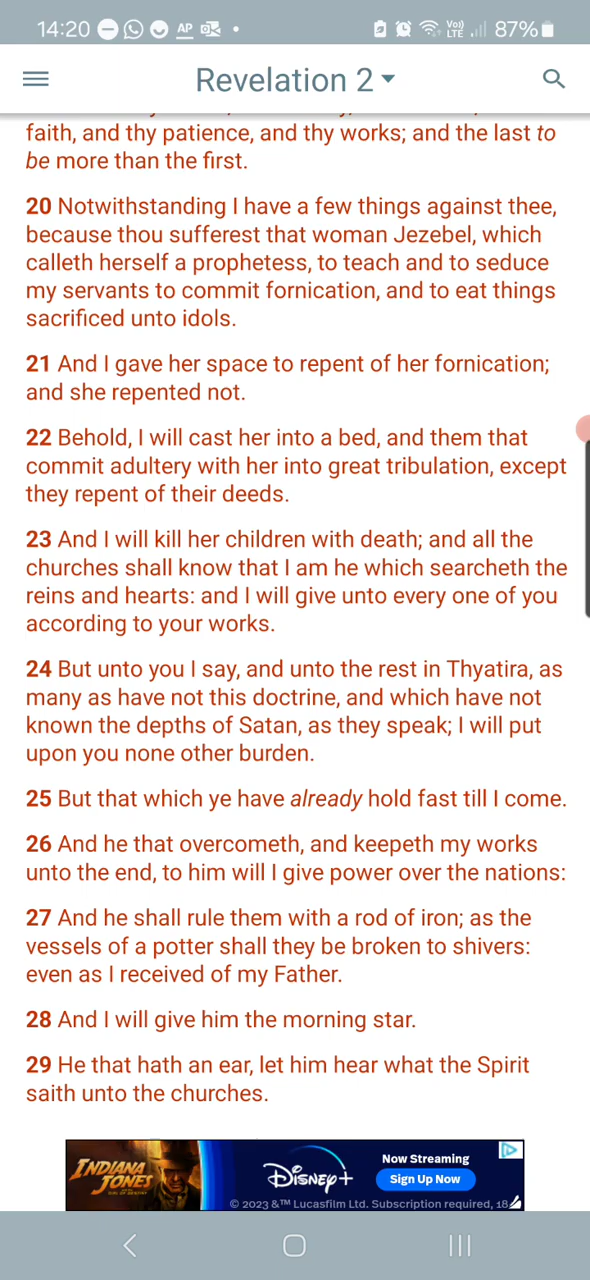 14:20 AP Vo)) LTE 87%
Revelation 2
faith, and thy patience, and thy works; and the last to
be more than the first.
20 Notwithstanding I have a few things against thee,
because thou sufferest that woman Jezebel, which
calleth herself a prophetess, to teach and to seduce
my servants to commit fornication, and to eat things
sacrificed unto idols.
21 And I gave her space to repent of her fornication;
and she repented not.
22 Behold, I will cast her into a bed, and them that
commit adultery with her into great tribulation, except
they repent of their deeds.
23 And I will kill her children with death; and all the
churches shall know that I am he which searcheth the
reins and hearts: and I will give unto every one of you
according to your works.
24 But unto you I say, and unto the rest in Thyatira, as
many as have not this doctrine, and which have not
known the depths of Satan, as they speak; I will put
upon you none other burden.
25 But that which ye have already hold fast till I come.
26 And he that overcometh, and keepeth my works
unto the end, to him will I give power over the nations:
27 And he shall rule them with a rod of iron; as the
vessels of a potter shall they be broken to shivers:
even as I received of my Father.
28 And I will give him the morning star.
29 He that hath an ear, let him hear what the Spirit
saith unto the churches.
INDIANA
JONES
Disney+
Now Streaming
Sign Up Now
© 2023 &™ Lucasfilm Ltd. Subscription required, 18